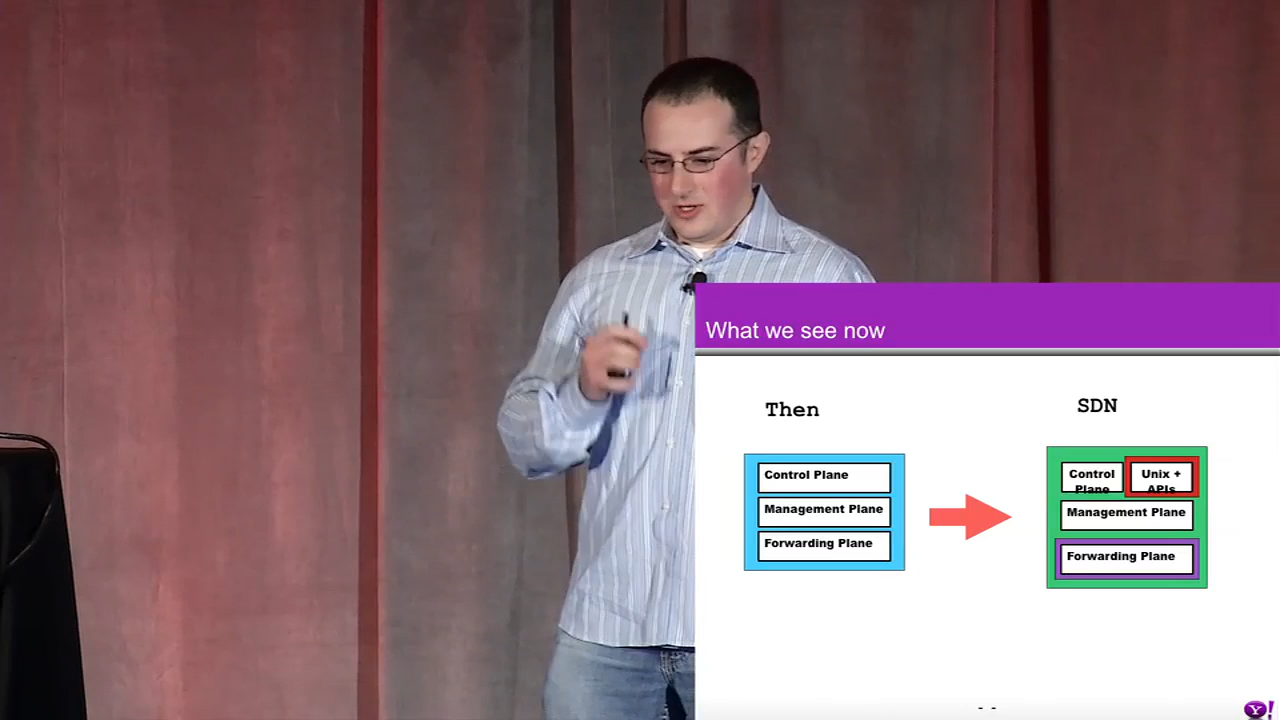 What we see now
Then
SDN
Control Plane
Management Plane
Forwarding Plane
Control
Plane
Unix +
APIs
Management Plane
Forwarding Plane
- -
Y!